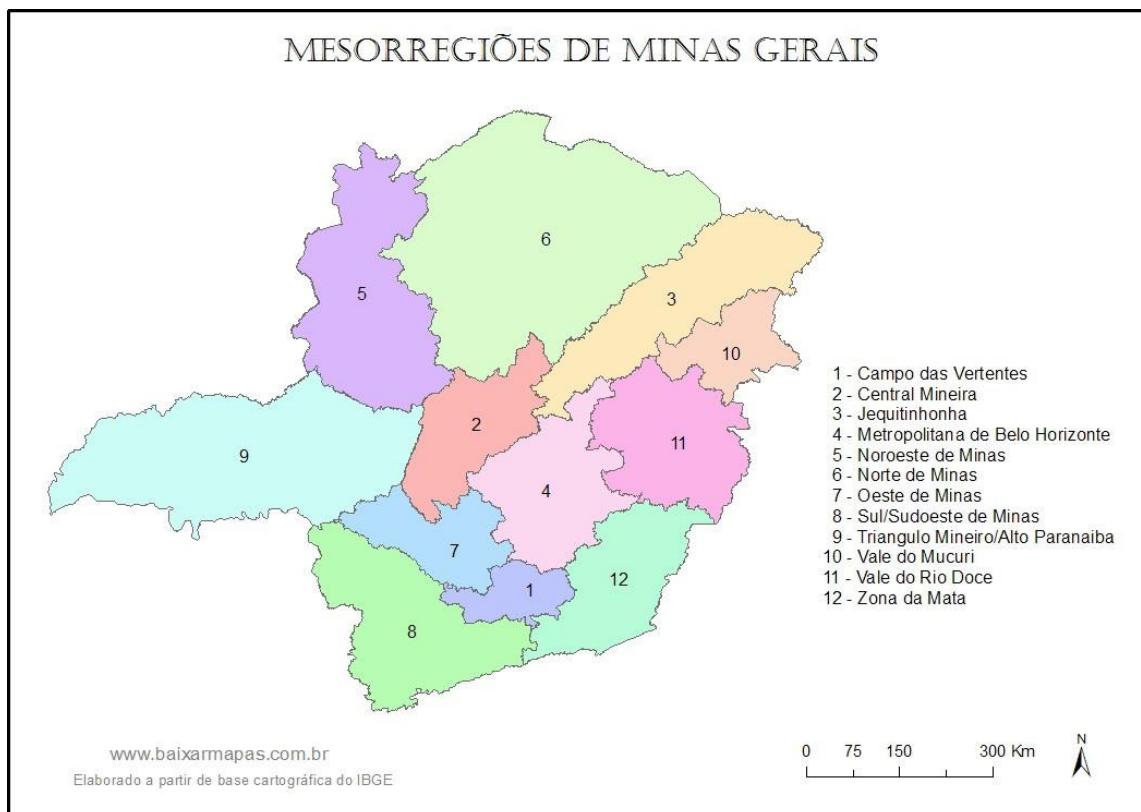 MESORREGIÕES DE MINAS GERAIS
6
5
3
10
2
9
11
4
7
12
1
8
1 - Campo das Vertentes
2 - Central Mineira
3 - Jequitinhonha
4 - Metropolitana de Belo Horizonte
5 - Noroeste de Minas
6 - Norte de Minas
7 - Oeste de Minas
8 - Sul/Sudoeste de Minas
9 - Triangulo Mineiro/Alto Paranaiba
10 - Vale do Mucuri
11 - Vale do Rio Doce
12 - Zona da Mata
www.baixarmapas.com.br
Elaborado a partir de base cartográfica do IBGE
0 75 150 300 Km
N